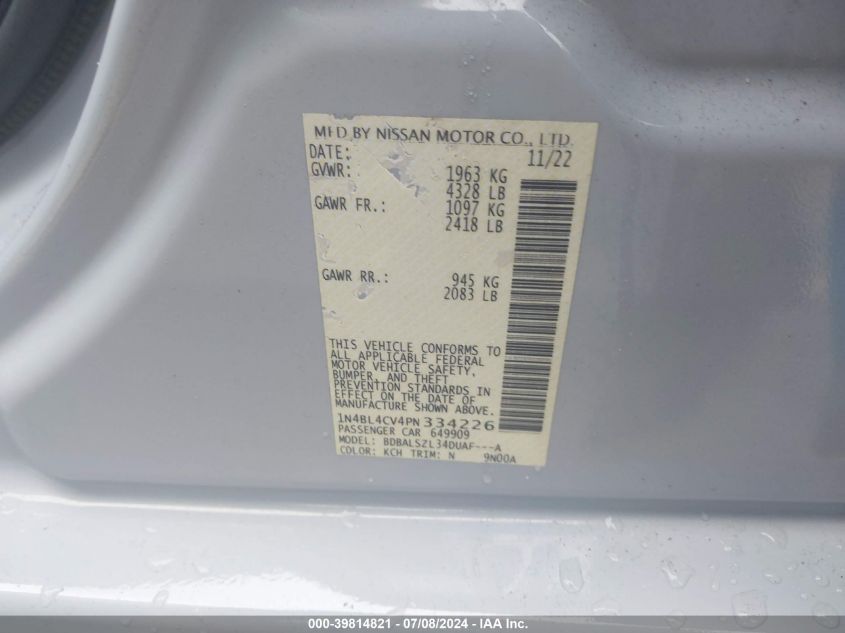 MFD BY NISSAN MOTOR CO., LTD.
DATE: 11/22
GVWR: 1963 KG
4328 LB
GAWR FR.: 1097 KG
2418 LB
GAWR RR.: 945 KG
2083 LB
THIS VEHICLE CONFORMS TO
ALL APPLICABLE FEDERAL
MOTOR VEHICLE SAFETY,
BUMPER, AND THEFT
PREVENTION STANDARDS IN
EFFECT ON THE DATE OF
MANUFACTURE SHOWN ABOVE.
1N4BL4CV4PN334226
PASSENGER CAR 649909
MODEL: BDBALSZL34DUAF---A
COLOR: KCH TRIM: N 9N00A
000-39814821 - 07/08/2024 - IAAI Inc.